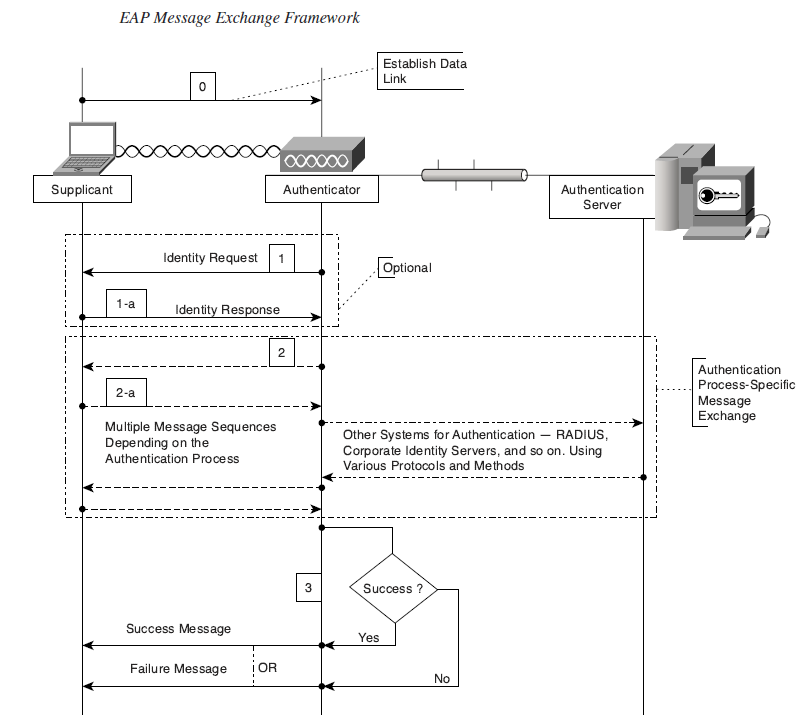 EAP Message Exchange Framework
Establish Data
Link
0
Supplicant
Authenticator
Authentication
Server
Identity Request
1
Optional
1-a
Identity Response
2
2-a
Authentication
Process-Specific
Message
Exchange
Multiple Message Sequences
Depending on the
Authentication Process
Other Systems for Authentication — RADIUS,
Corporate Identity Servers, and so on. Using
Various Protocols and Methods
3
Success ?
Success Message
Yes
Failure Message
OR
No